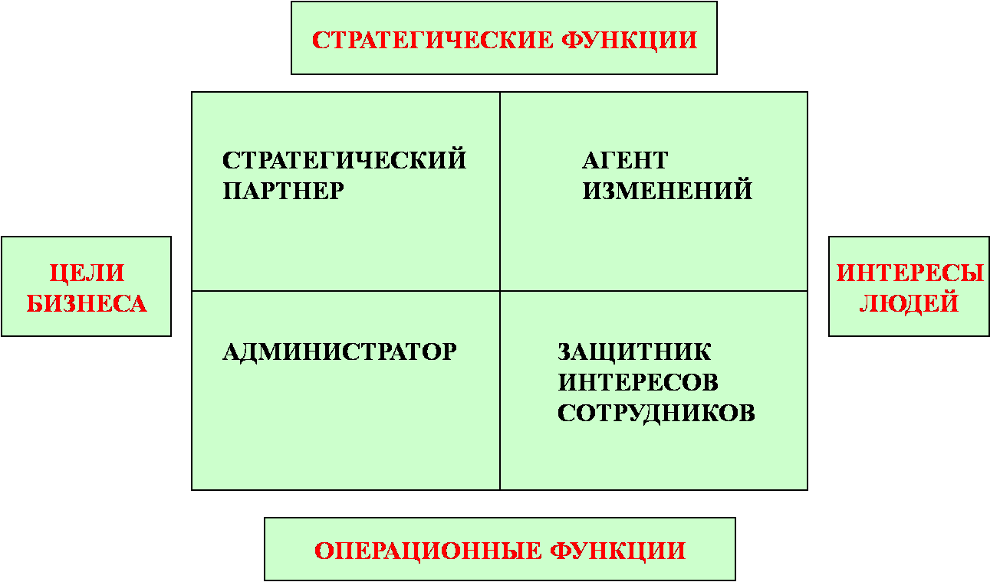 СТРАТЕГИЧЕСКИЕ ФУНКЦИИ
СТРАТЕГИЧЕСКИЙ
ПАРТНЕР
АГЕНТ
ИЗМЕНЕНИЙ
ЦЕЛИ
БИЗНЕСА
ИНТЕРЕСЫ
ЛЮДЕЙ
АДМИНИСТРАТОР
ЗАЩИТНИК
ИНТЕРЕСОВ
СОТРУДНИКОВ
ОПЕРАЦИОННЫЕ ФУНКЦИИ